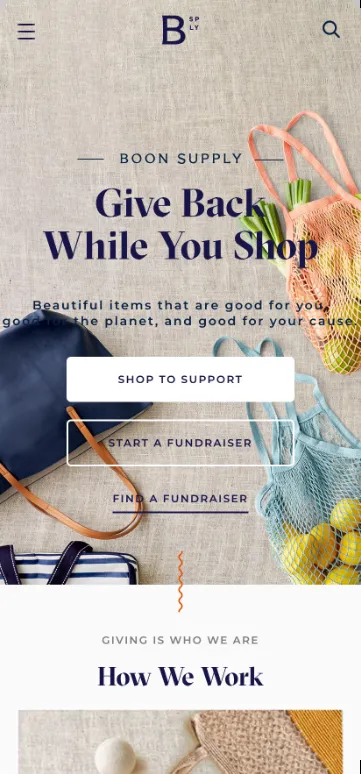 B SP
LY
BOON SUPPLY
Give Back
While You Shop
Beautiful items that are good for you,
good for the planet, and good for your cause.
SHOP TO SUPPORT
START A FUNDRAISER
FIND A FUNDRAISER
GIVING IS WHO WE ARE
How We Work